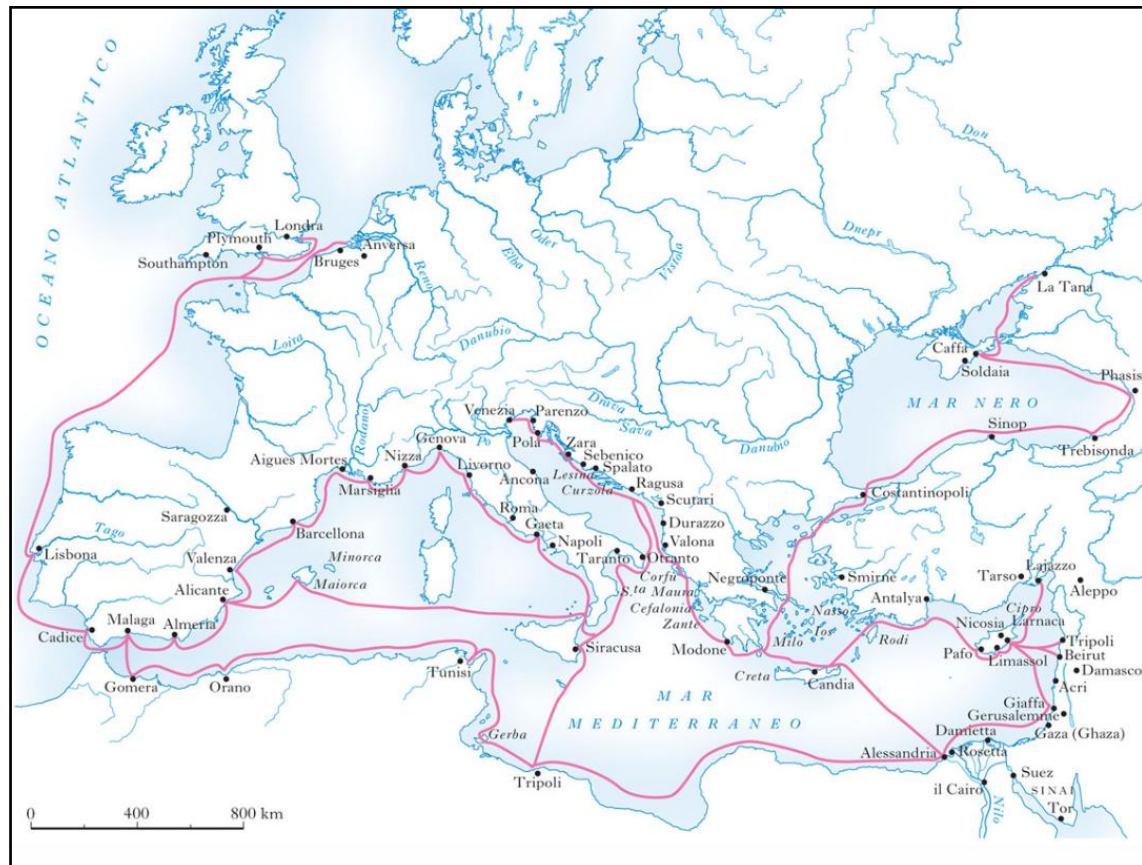 OCEANO ATLANTICO
Don
Dnepr
Londra
Plymouth
Anversa
Southampton
Bruges
Reno
Oder
Elba
Vistola
La Tana
Loira
Danubio
Caffa
Soldaia
Phasis
Venezia
Parenzo
Drava
Sava
MAR NERO
Rodano
Genova
Po
Pola
Zara
Danubio
Sinop
Trebisonda
Aigues Mortes
Nizza
Livorno
Sebenico
Ancona
Lesina
Spalato
Marsiglia
Curzola
Ragusa
Costantinopoli
Saragozza
Roma
Scutari
Tago
Barcellona
Gaeta
Durazzo
Lisbona
Minorca
Napoli
Valona
Valenza
Taranto
Otranto
Maiorca
Corfù
Negroponte
Smirne
Tarso
Lajazzo
Alicante
S.ta Maura
Aleppo
Cefalonia
Nasso
Antalya
Cipro
Malaga
Zante
Ios
Nicosia
Larnaca
Cadice
Almeria
Siracusa
Modone
Milo
Rodi
Tripoli
Pafo
Limassol
Beirut
Tunisi
Creta
Candia
Damasco
Gomera
Orano
MAR
Acri
MEDITERRANEO
Giaffa
Gerba
Gerusalemme
Damietta
Gaza (Ghaza)
Alessandria
Rosetta
Tripoli
Suez
il Cairo
SINAI
Nilo
Tor
0 400 800 km